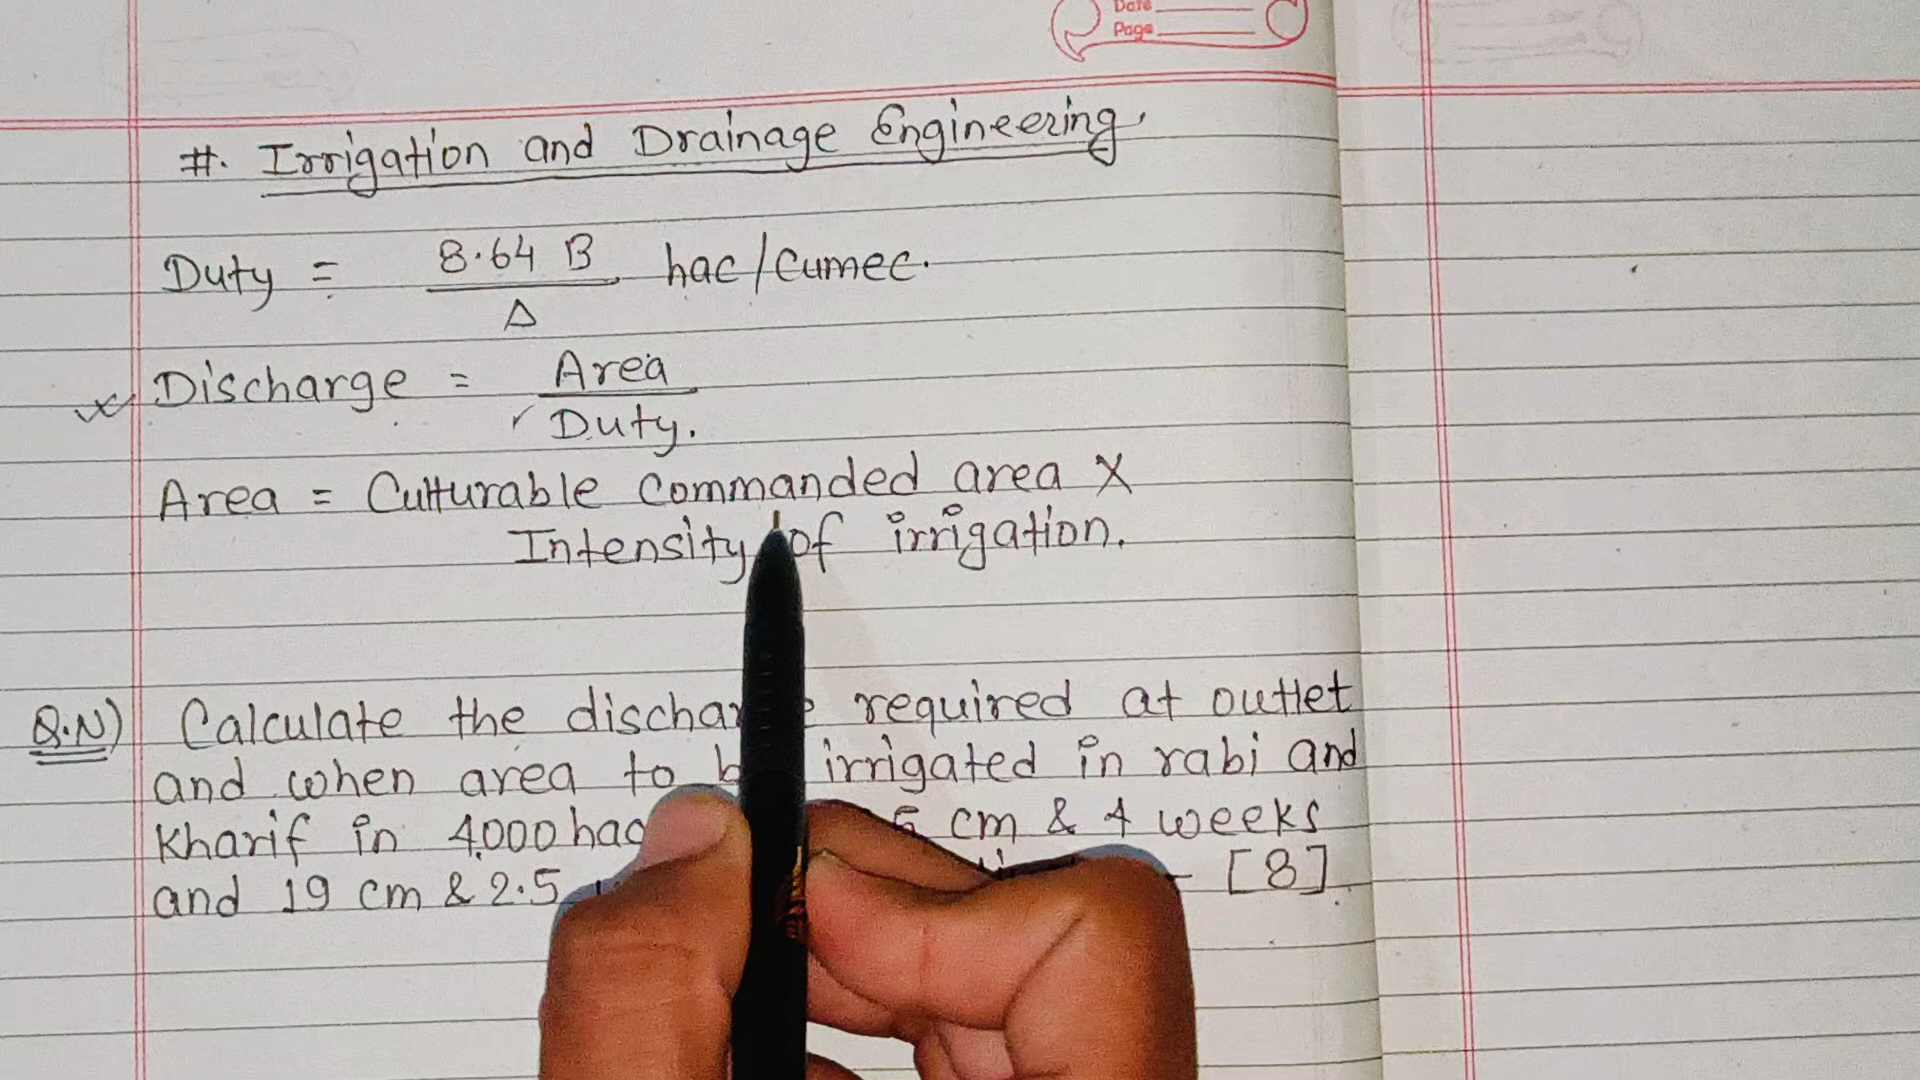 Date
Page
#. Irrigation and Drainage Engineering.
Duty = 8.64 B / Δ hac/cumec.
Discharge = Area / Duty.
Area = Culturable commanded area X
Intensity of irrigation.
Q.N) Calculate the required at outlet
and when area to irrigated in rabi and
Kharif in 4000 cm & 4 weeks
and 19 cm & 2.5 [8]